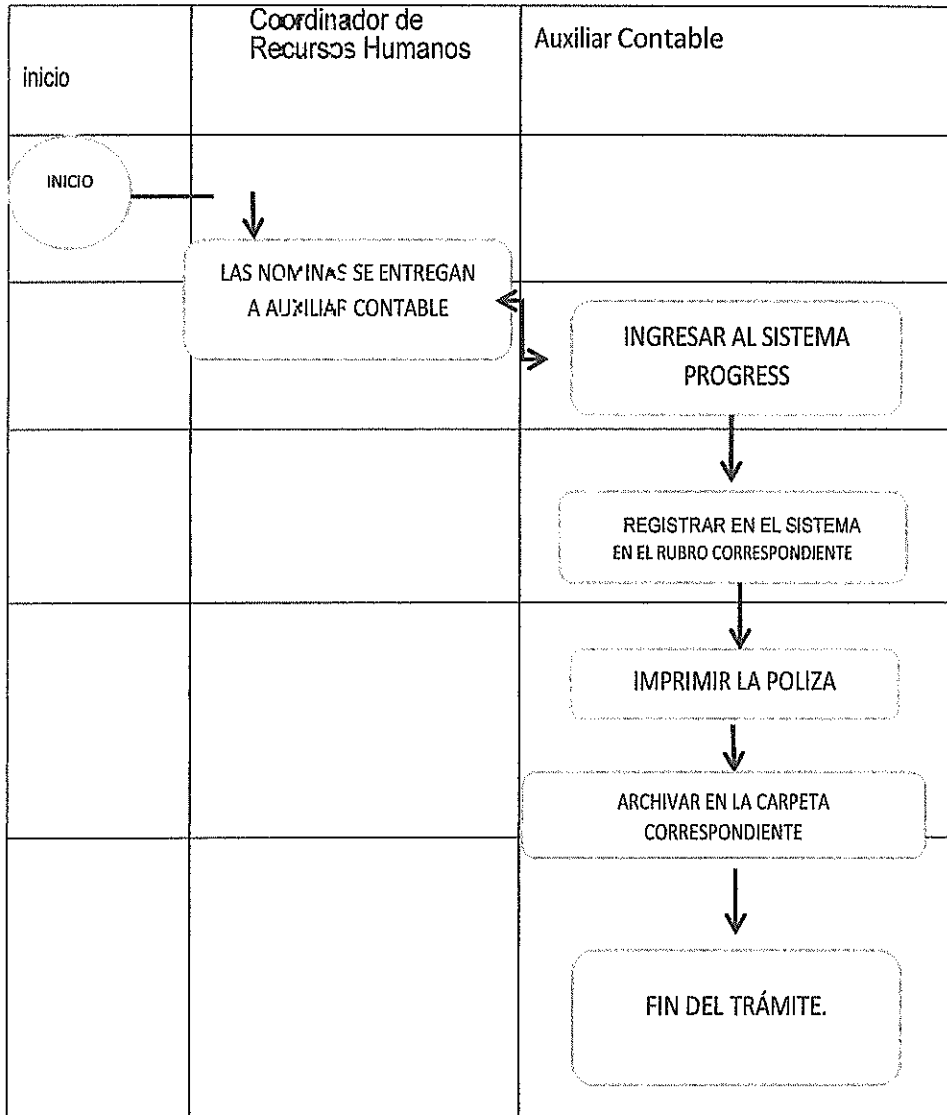 inicio
Coordinador de
Recursos Humanos
Auxiliar Contable
INICIO
LAS NOMINAS SE ENTREGAN
A AUXILIAR CONTABLE
INGRESAR AL SISTEMA
PROGRESS
REGISTRAR EN EL SISTEMA
EN EL RUBRO CORRESPONDIENTE
IMPRIMIR LA POLIZA
ARCHIVAR EN LA CARPETA
CORRESPONDIENTE
FIN DEL TRÁMITE.